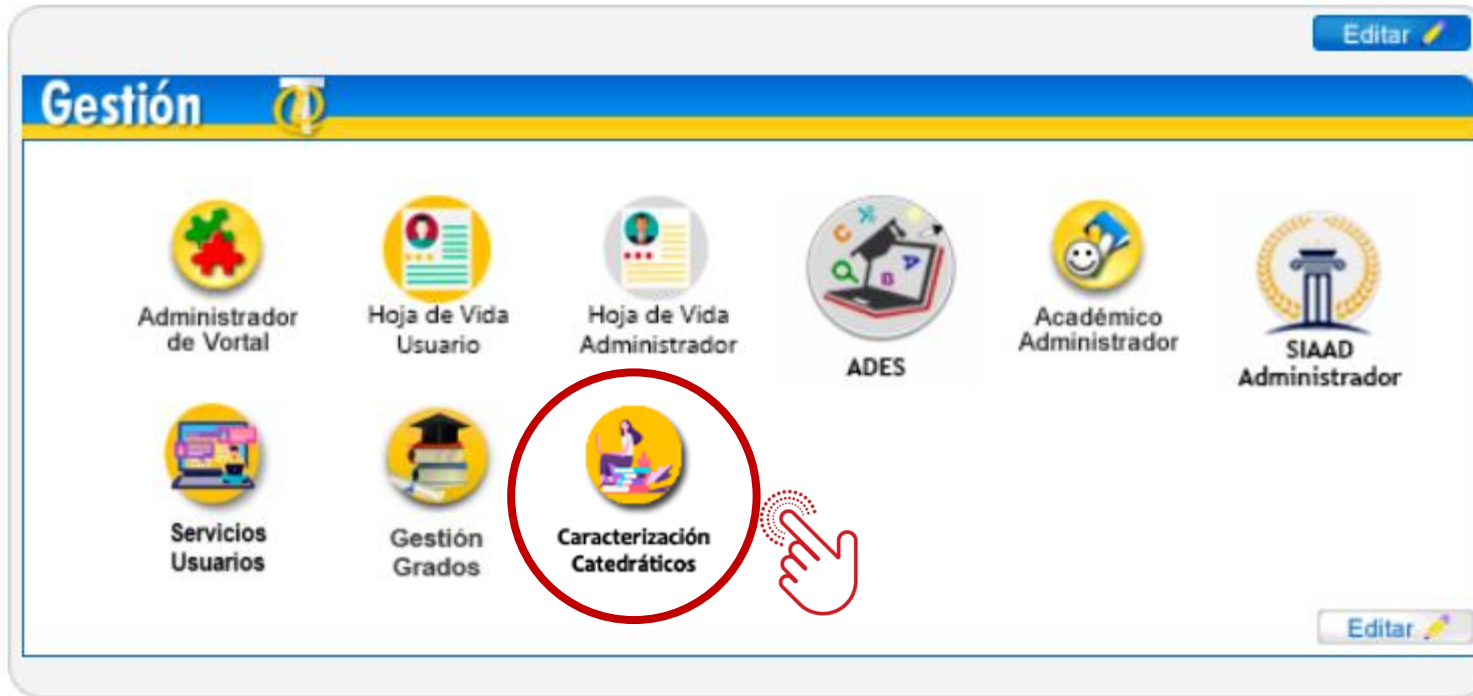 Editar
Gestión
Administrador
de Vortal
Hoja de Vida
Usuario
Hoja de Vida
Administrador
ADES
Académico
Administrador
SIAAD
Administrador
Servicios
Usuarios
Gestión
Grados
Caracterización
Catedráticos
Editar